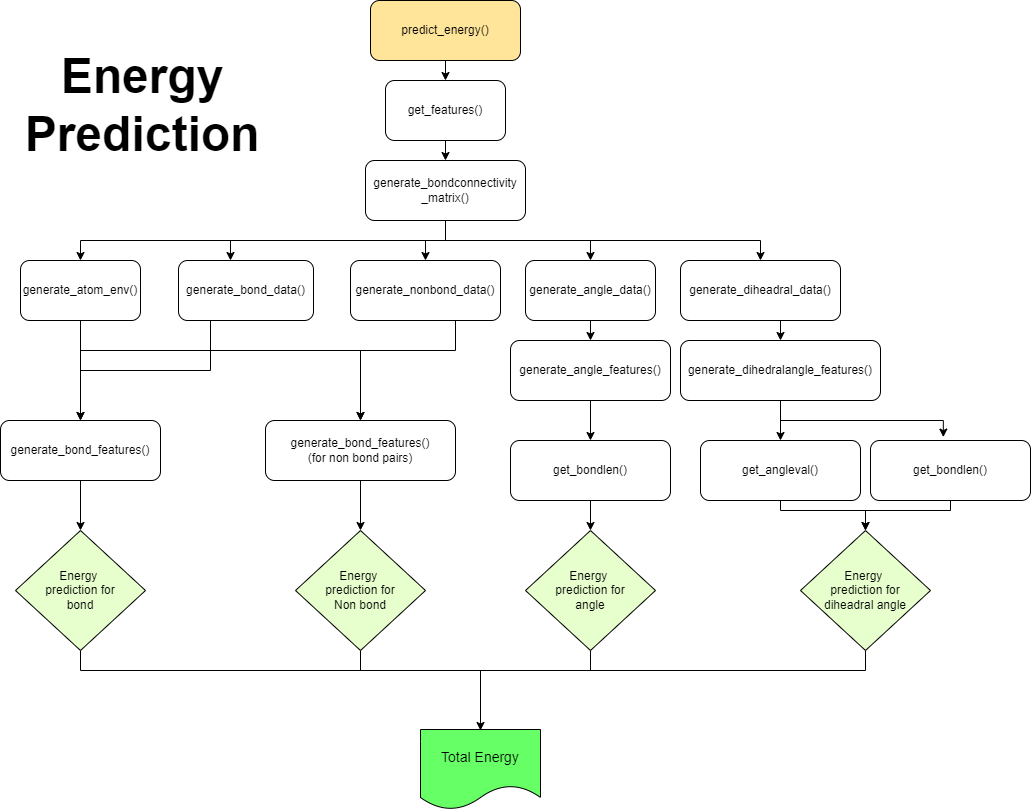 Energy
Prediction
predict_energy()
get_features()
generate_bondconnectivity
_matrix()
generate_atom_env()
generate_bond_data()
generate_nonbond_data()
generate_angle_data()
generate_diheadral_data()
generate_angle_features()
generate_dihedralangle_features()
generate_bond_features()
generate_bond_features()
(for non bond pairs)
get_bondlen()
get_angleval()
get_bondlen()
Energy
prediction for
bond
Energy
prediction for
Non bond
Energy
prediction for
angle
Energy
prediction for
diheadral angle
Total Energy